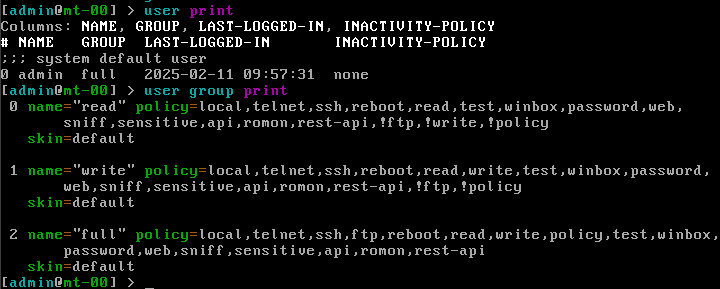 [admin@mt-00] > user print
Columns: NAME, GROUP, LAST-LOGGED-IN, INACTIVITY-POLICY
# NAME   GROUP  LAST-LOGGED-IN       INACTIVITY-POLICY
;;; system default user
0 admin  full   2025-02-11 09:57:31  none
[admin@mt-00] > user group print
 0 name="read" policy=local,telnet,ssh,reboot,read,test,winbox,password,web,
        sniff,sensitive,api,romon,rest-api,!ftp,!write,!policy
   skin=default

 1 name="write" policy=local,telnet,ssh,reboot,read,write,test,winbox,password,
        web,sniff,sensitive,api,romon,rest-api,!ftp,!policy
   skin=default

 2 name="full" policy=local,telnet,ssh,ftp,reboot,read,write,policy,test,winbox,
        password,web,sniff,sensitive,api,romon,rest-api
   skin=default
[admin@mt-00] > _